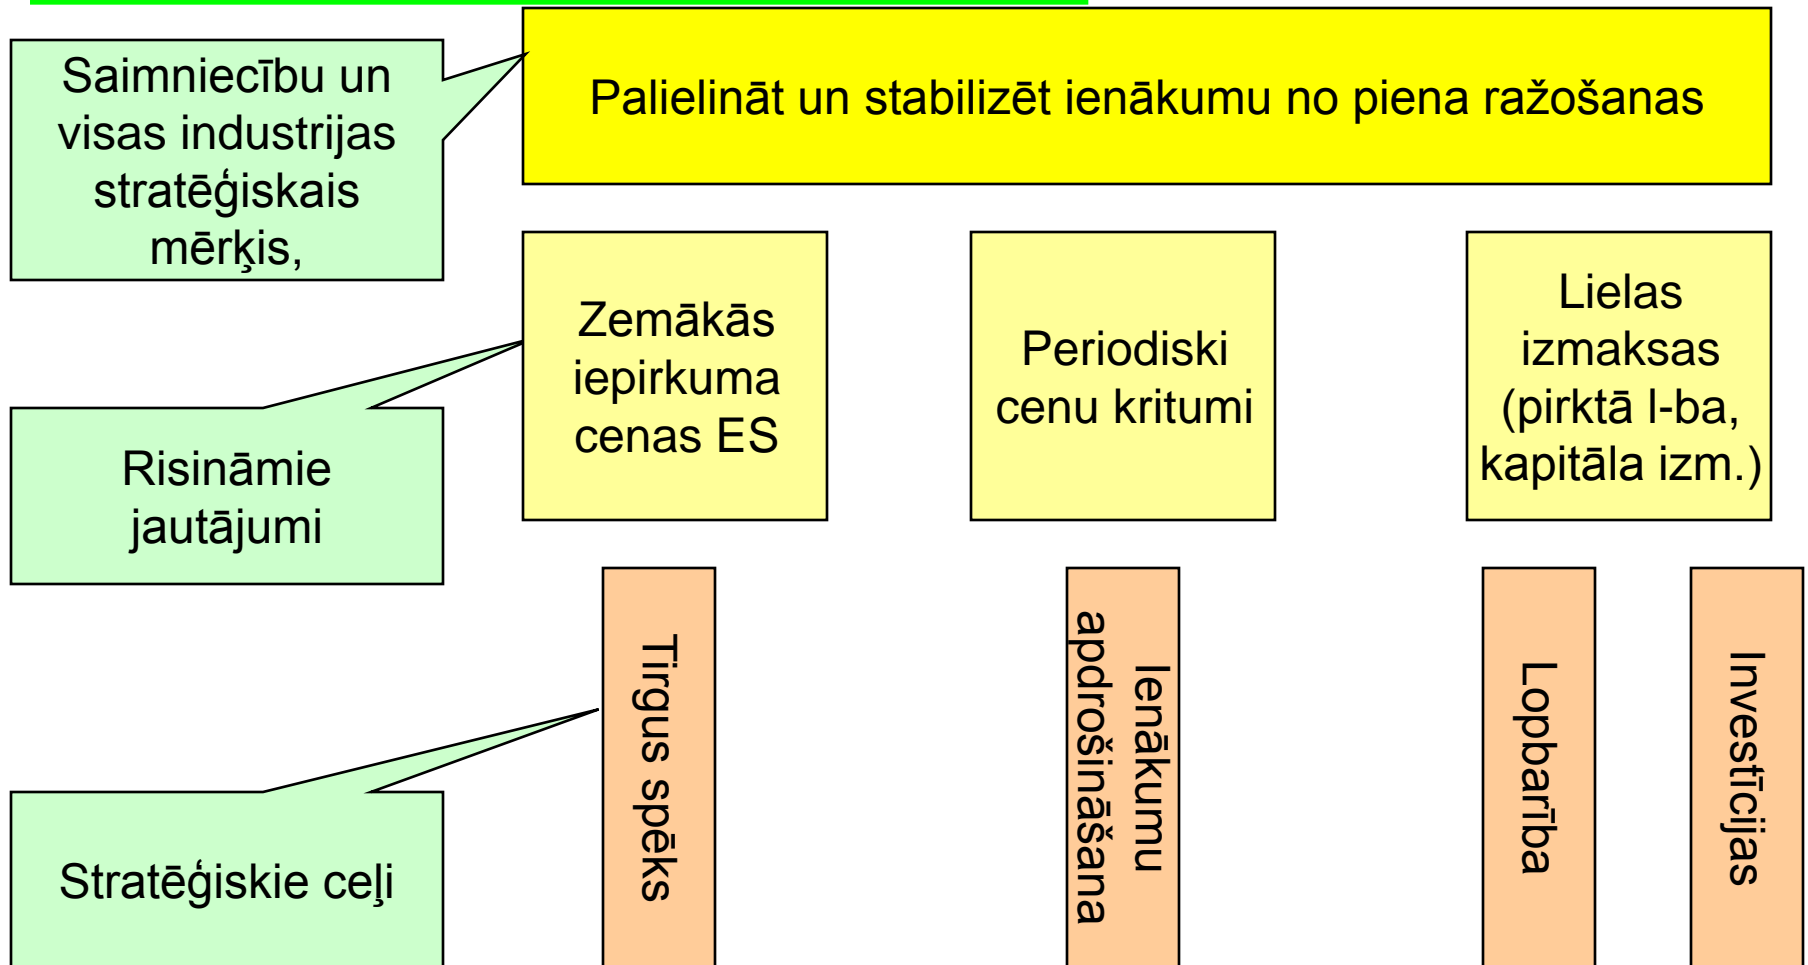 Saimniecību un
visas industrijas
stratēģiskais
mērķis,
Palielināt un stabilizēt ienākumu no piena ražošanas
Risināmie
jautājumi
Zemākās
iepirkuma
cenas ES
Periodiski
cenu kritumi
Lielas
izmaksas
(pirktā l-ba,
kapitāla izm.)
Stratēģiskie ceļi
Tirgus spēks
Ienākumu
apdrošināšana
Lopbarība
Investīcijas